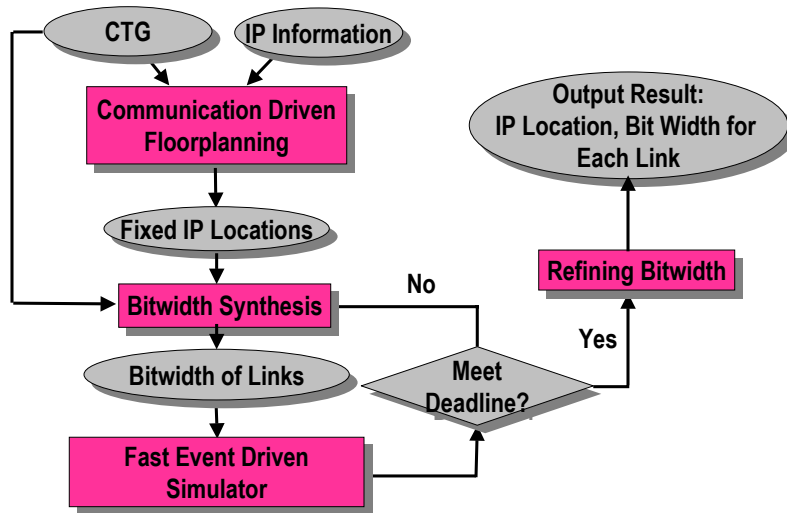 CTG
IP Information
Communication Driven
Floorplanning
Fixed IP Locations
Bitwidth Synthesis
Bitwidth of Links
Fast Event Driven
Simulator
No
Meet
Deadline?
Yes
Refining Bitwidth
Output Result:
IP Location, Bit Width for
Each Link